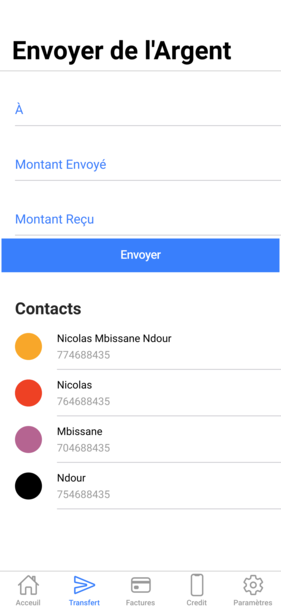 Envoyer de l'Argent
À
Montant Envoyé
Montant Reçu
Envoyer
Contacts
Nicolas Mbissane Ndour
774688435
Nicolas
764688435
Mbissane
704688435
Ndour
754688435
Acceuil Transfert Factures Credit Paramètres